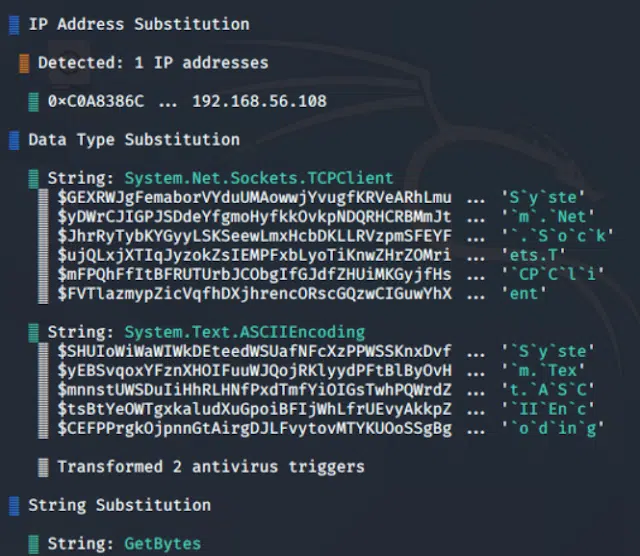 IP Address Substitution
Detected: 1 IP addresses
0×C0A8386C ... 192.168.56.108
Data Type Substitution
String: System.Net.Sockets.TCPClient
$GEXRWJgFemaborVYduUMAowwjYvugfKRVeARhLmu ... 'S`y`ste'
$yDWrCJIGPJSDdeYfgmoHyfkkOvkpNDQRHCRBMmJt ... '`m`.`Net'
$JhrRyTybKYGyyLSKSeewLmxHcbDKLLRVzpmSFEYF ... '`.`S`o`c`k'
$ujQLxjXTIqJyzokZsIEMPFxbLyoTiKnwZHrZOMri ... 'ets.T'
$mFPQhFfItBFRUTUrbJCObgIfGJdfZHUiMKGyjfHs ... '`CP`C`l`i'
$FVTlazmypZicVqfhDXjhrencORscGQzwCIGuwYhX ... 'ent'
String: System.Text.ASCIIEncoding
$SHUIoWiWaWIWkDEteedWSUafNFcXzPPWSSKnxDvf ... '`S`y`ste'
$yEBSvqoxYFznXHOIFuuWJQojRKlyydPFtBlByOvH ... '`m.`Tex'
$mnnstUWSDuIiHhRLHNfPxdTmfYiOIGsTwhPQWrdZ ... 't.`A`S`C'
$tsBtYeOWTgxkaludXuGpoiBFIjWhLfrUEvyAkkpZ ... '`II`En`c'
$CEFPPrgkOjpnnGtAirgDJLFvytovMTYKUOoSSgBg ... '`o`d`in`g'
Transformed 2 antivirus triggers
String Substitution
String: GetBytes